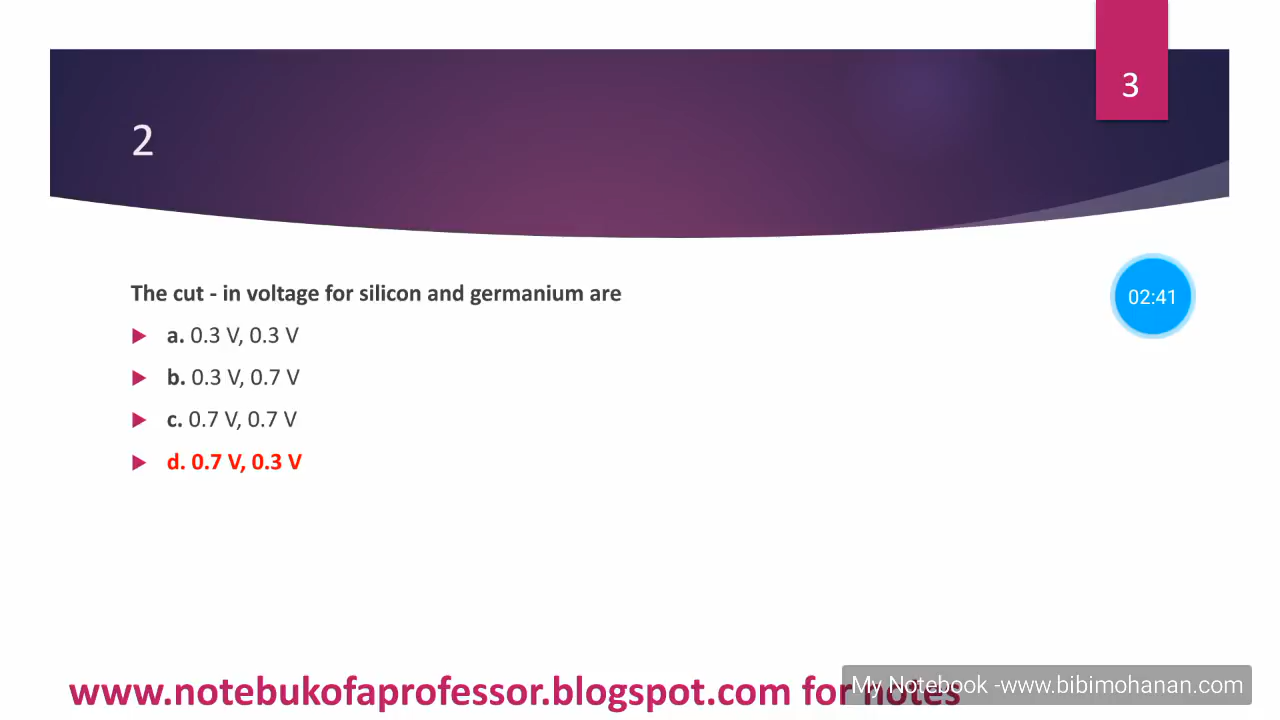 3
2
The cut - in voltage for silicon and germanium are
02:41
a. 0.3 V, 0.3 V
b. 0.3 V, 0.7 V
c. 0.7 V, 0.7 V
d. 0.7 V, 0.3 V
www.notebukofaprofessor.blogspot.com for notes
My Notebook -www.bibimohanan.com